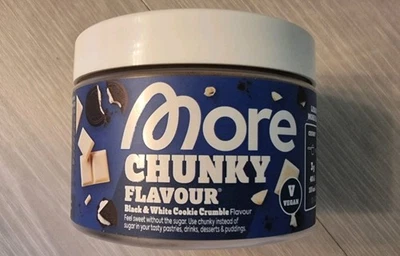 more
CHUNKY
FLAVOUR
Black & White Cookie Crumble Flavour
Feel sweet without the sugar. Use chunky instead of
sugar in your tasty pastries, drinks, desserts & puddings.
V
VEGAN